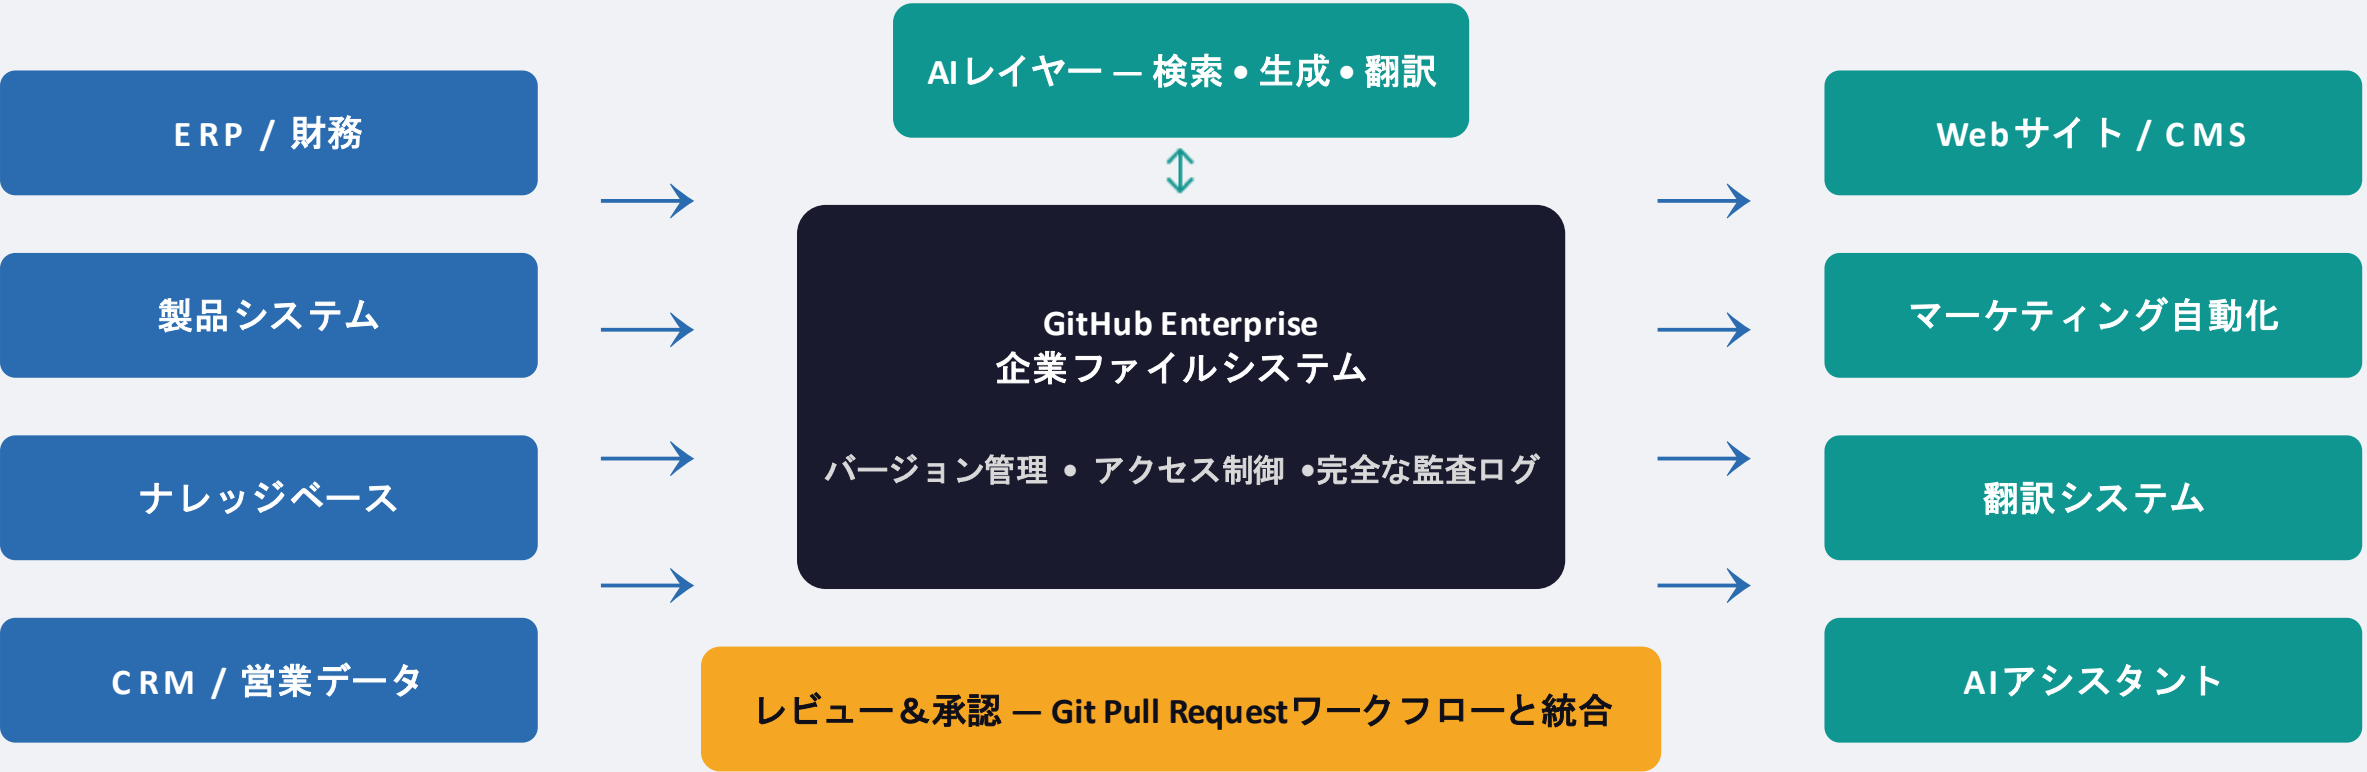 ERP / 財務
製品システム
ナレッジベース
CRM / 営業データ
AIレイヤー — 検索 • 生成 • 翻訳
GitHub Enterprise
企業ファイルシステム
バージョン管理 • アクセス制御 •完全な監査ログ
レビュー＆承認 — Git Pull Requestワークフローと統合
Webサイト / CMS
マーケティング自動化
翻訳システム
AIアシスタント